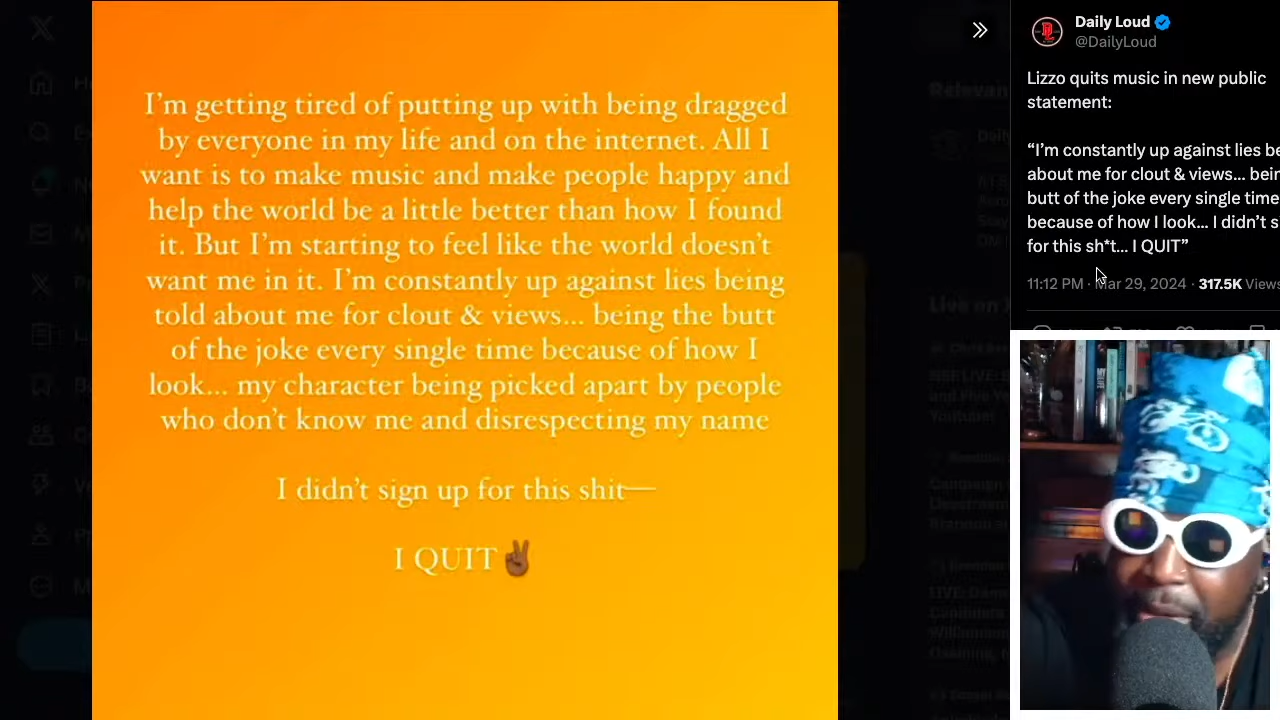 I'm getting tired of putting up with being dragged
by everyone in my life and on the internet. All I
want is to make music and make people happy and
help the world be a little better than how I found
it. But I'm starting to feel like the world doesn't
want me in it. I'm constantly up against lies being
told about me for clout & views... being the butt
of the joke every single time because of how I
look... my character being picked apart by people
who don't know me and disrespecting my name
I didn't sign up for this shit—
I QUIT✌🏾
Daily Loud
@DailyLoud
Lizzo quits music in new public
statement:
“I'm constantly up against lies be
about me for clout & views... bein
butt of the joke every single time
because of how I look... I didn't s
for this sh*t... I QUIT”
11:12 PM · Mar 29, 2024 · 317.5K Views
Relevan
Live on